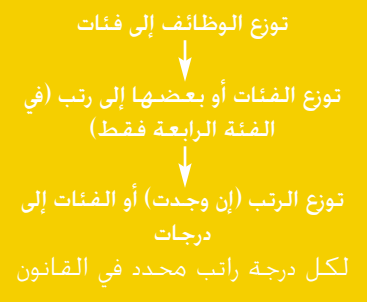 توزع الوظائف إلى فئات
توزع الفئات أو بعضها إلى رتب (في
الفئة الرابعة فقط)
توزع الرتب (إن وجدت) أو الفئات إلى
درجات
لكل درجة راتب محدد في القانون